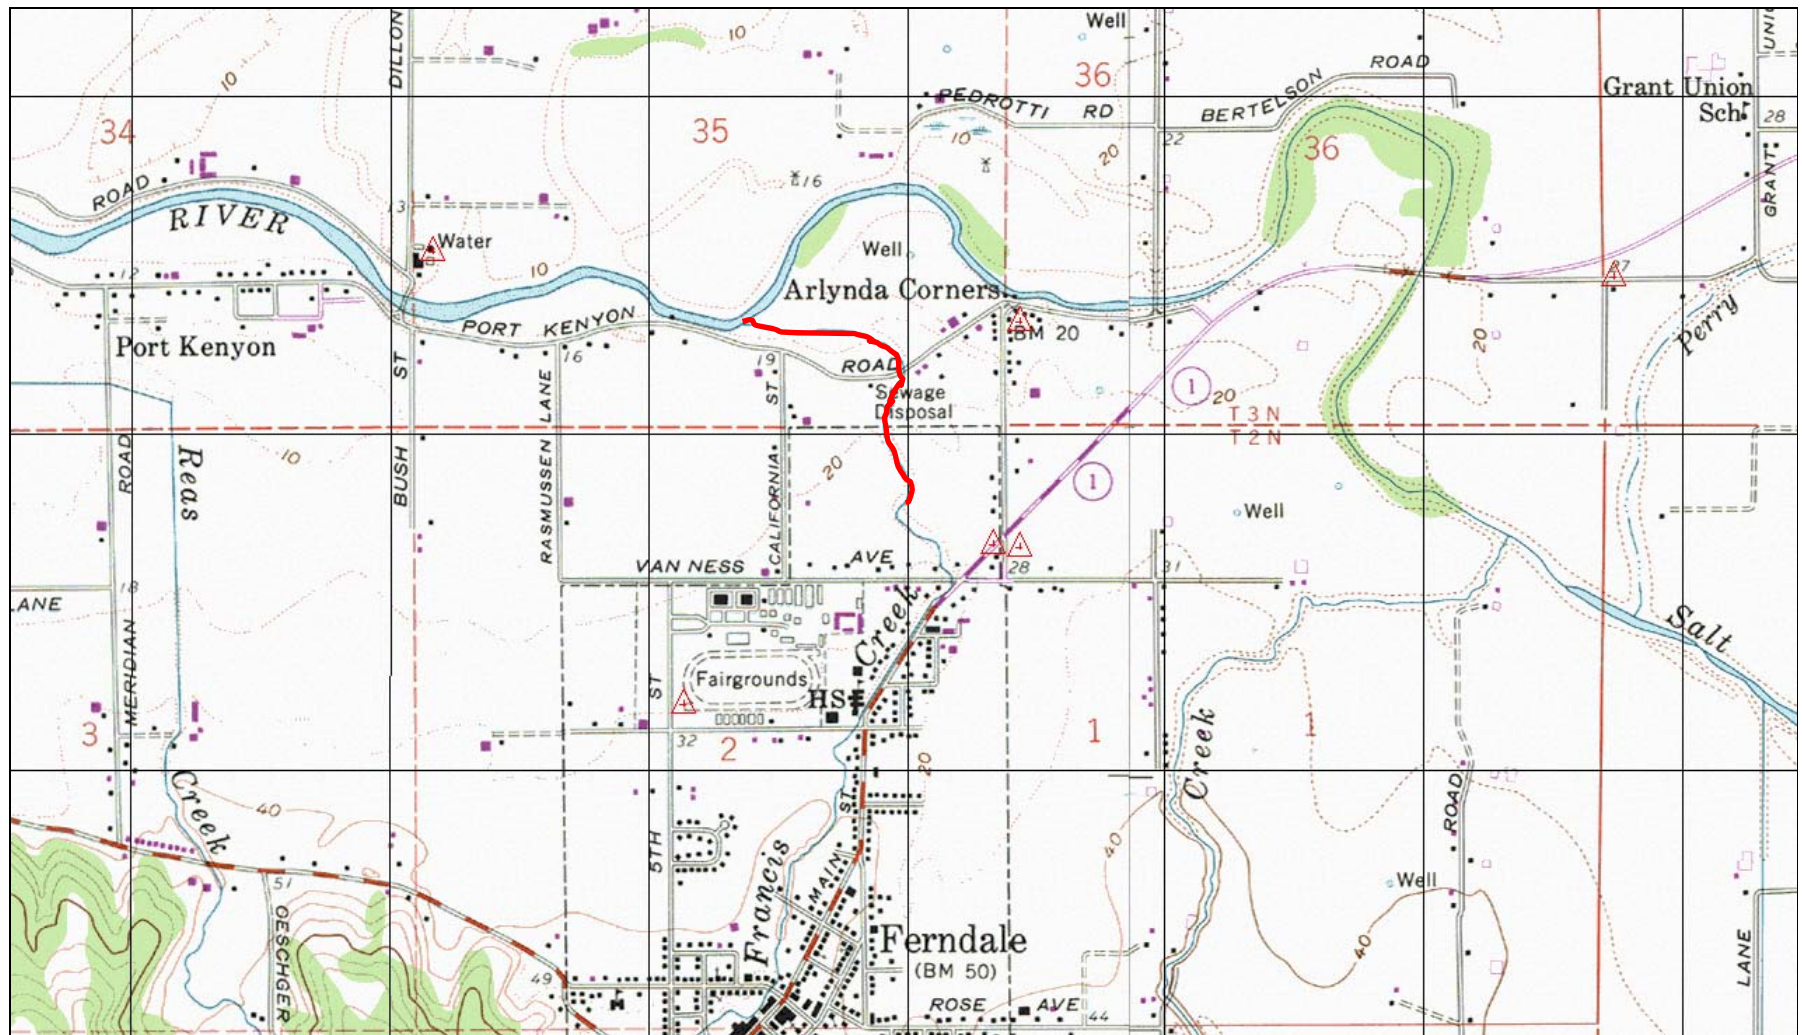 DILLON
10
Well
36
ROAD
UNIC
10
BERTELSON
Grant Union
Sch
28
PEDROTTI RD
34
35
10
20
22
36
ROAD
16
GRANT
RIVER
13
Water
Well
12
10
Arlynda Corners
27
PORT KENYON
BM 20
Perry
Port Kenyon
16
19
ROAD
20
ST
LANE
ST
Sewage
Disposal
1
20
T 3 N
T 2 N
ROAD
Reas
10
BUSH
RASMUSSEN
CALIFORNIA
20
1
Well
VAN NESS AVE
28
31
LANE
18
MERIDIAN
Creek
Salt
Fairgrounds
ST
HS
3
32
2
1
1
Creek
20
Creek
40
ST
40
ROAD
5TH
MAIN
51
Well
OESCHGER
Francis
Ferndale
(BM 50)
40
LANE
49
ROSE AVE
44